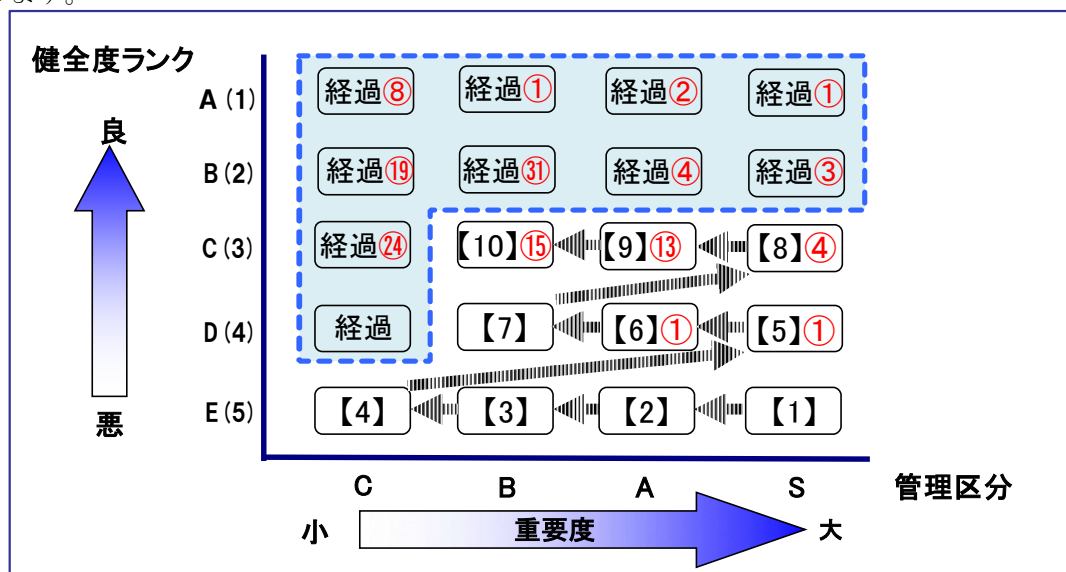 健全度ランク
良
悪
A(1) 経過⑧ 経過① 経過② 経過①
B(2) 経過⑲ 経過㉛ 経過④ 経過③
C(3) 経過㉔ 【10】⑮ 【9】⑬ 【8】④
D(4) 経過 【7】 【6】① 【5】①
E(5) 【4】 【3】 【2】 【1】
C B A S 管理区分
小 重要度 大